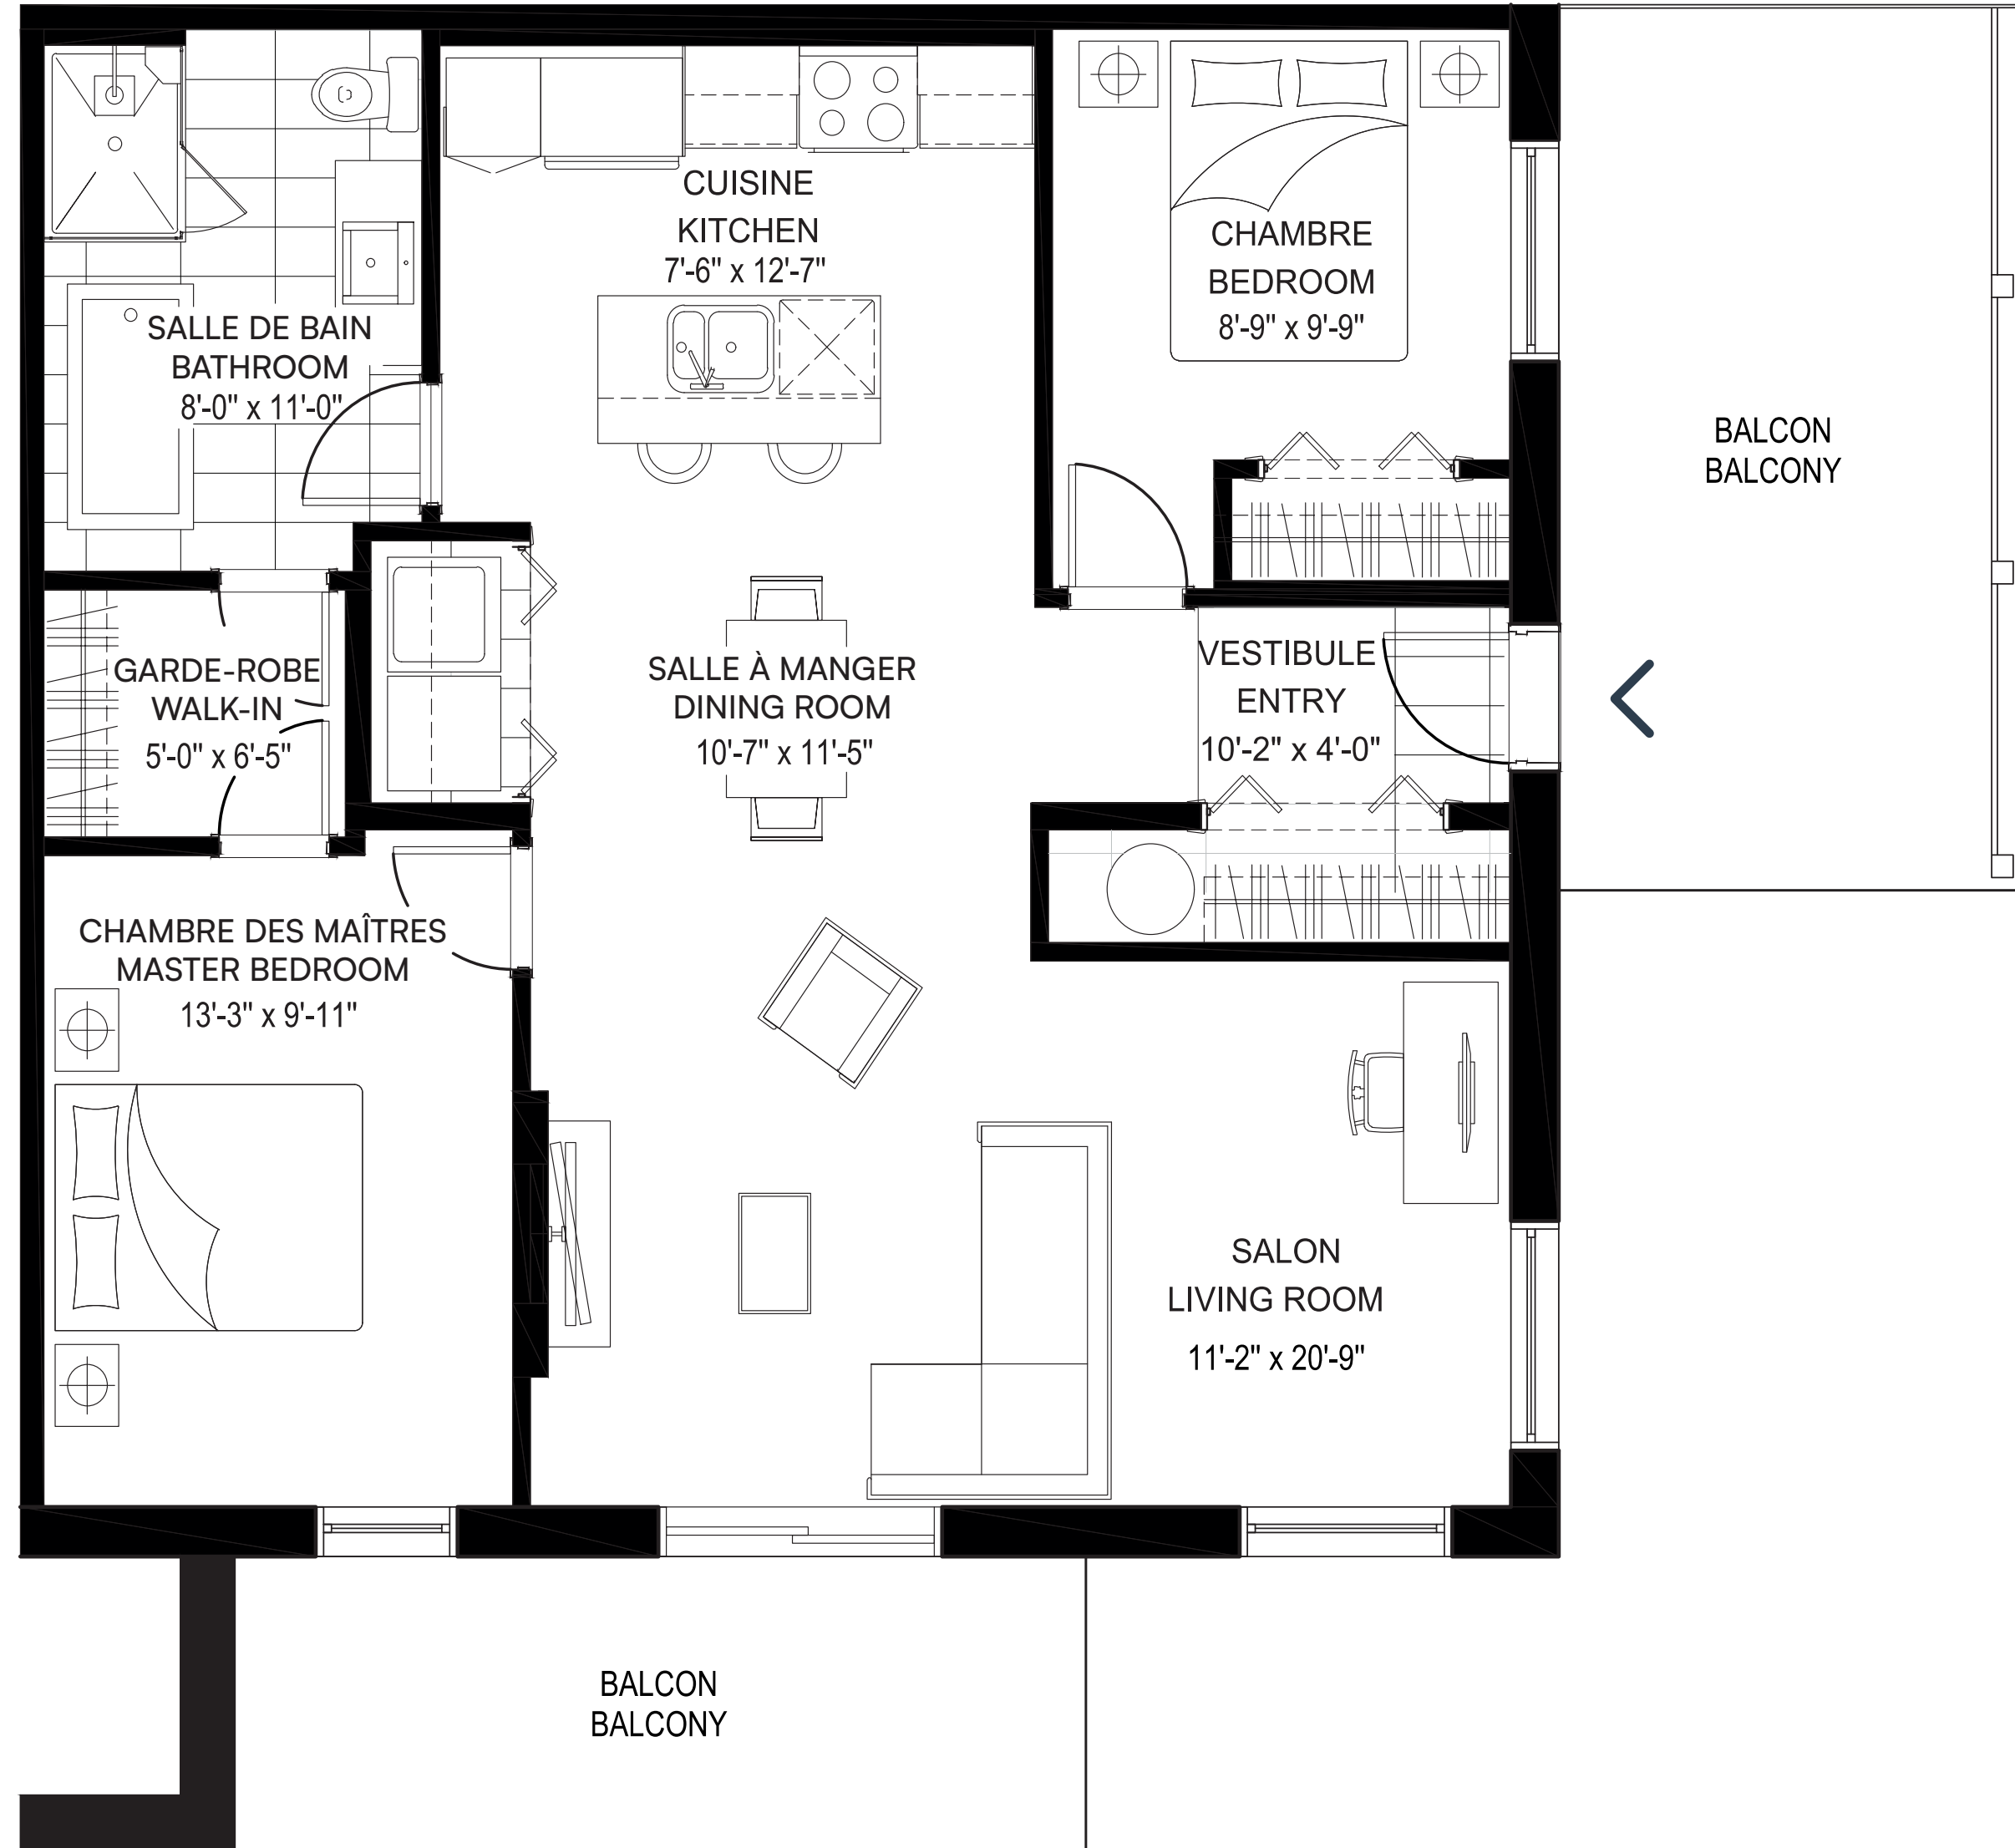 CUISINE
KITCHEN
7'-6" x 12'-7"
CHAMBRE
BEDROOM
8'-9" x 9'-9"
SALLE DE BAIN
BATHROOM
8'-0" x 11'-0"
BALCON
BALCONY
GARDE-ROBE
WALK-IN
5'-0" x 6'-5"
SALLE À MANGER
DINING ROOM
10'-7" x 11'-5"
VESTIBULE
ENTRY
10'-2" x 4'-0"
CHAMBRE DES MAÎTRES
MASTER BEDROOM
13'-3" x 9'-11"
SALON
LIVING ROOM
11'-2" x 20'-9"
BALCON
BALCONY